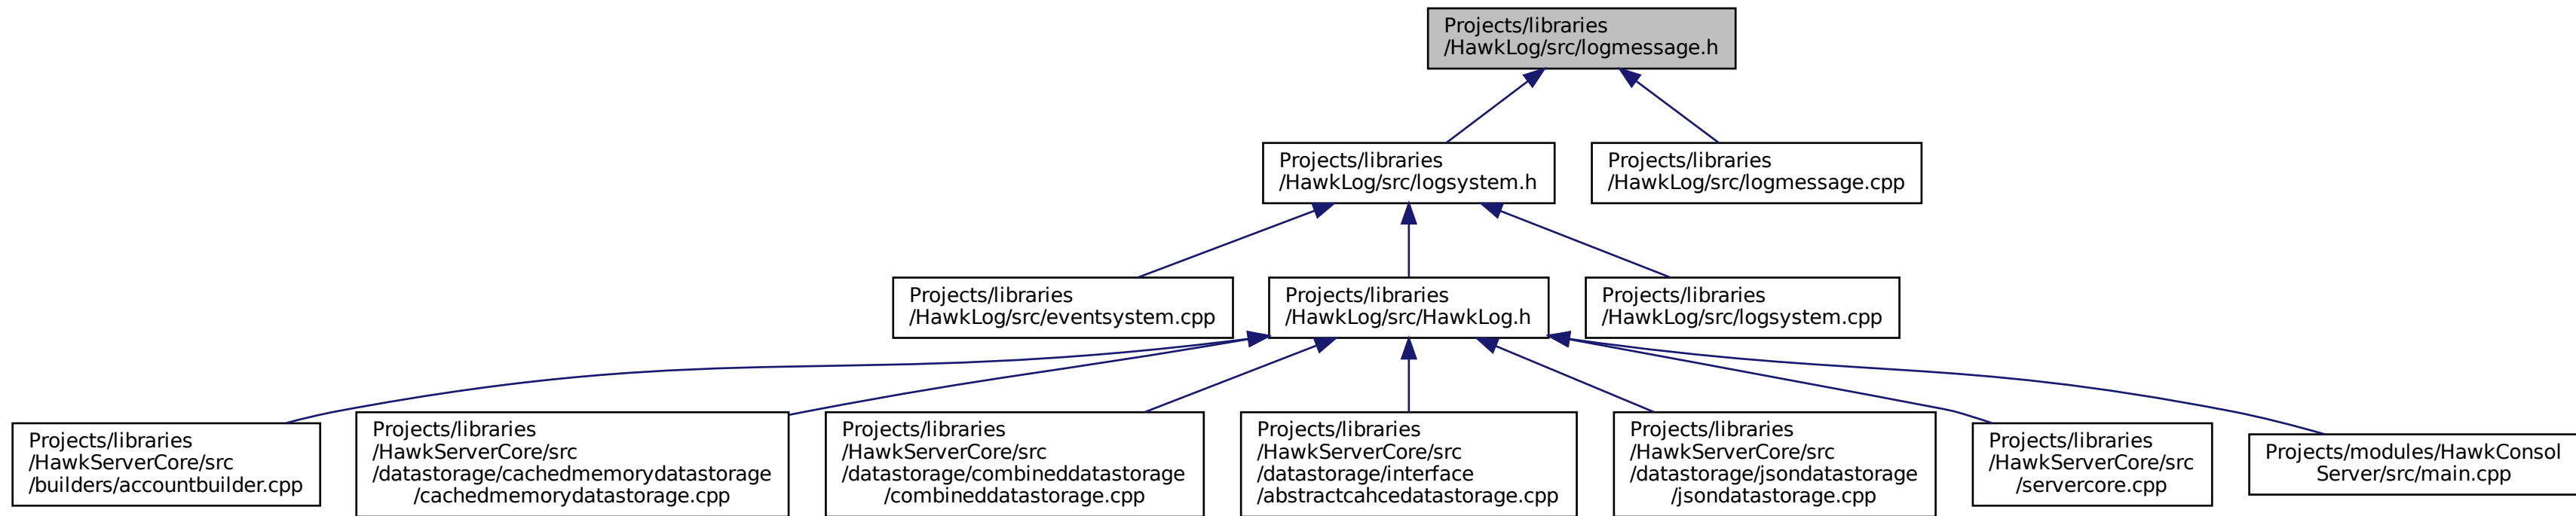 Projects/libraries
/HawkLog/src/logmessage.h
Projects/libraries
/HawkLog/src/logsystem.h
Projects/libraries
/HawkLog/src/logmessage.cpp
Projects/libraries
/HawkLog/src/eventsystem.cpp
Projects/libraries
/HawkLog/src/HawkLog.h
Projects/libraries
/HawkLog/src/logsystem.cpp
Projects/libraries
/HawkServerCore/src
/builders/accountbuilder.cpp
Projects/libraries
/HawkServerCore/src
/datastorage/cachedmemorydatastorage
/cachedmemorydatastorage.cpp
Projects/libraries
/HawkServerCore/src
/datastorage/combineddatastorage
/combineddatastorage.cpp
Projects/libraries
/HawkServerCore/src
/datastorage/interface
/abstractcahcedatastorage.cpp
Projects/libraries
/HawkServerCore/src
/datastorage/jsondatastorage
/jsondatastorage.cpp
Projects/libraries
/HawkServerCore/src
/servercore.cpp
Projects/modules/HawkConsol
Server/src/main.cpp